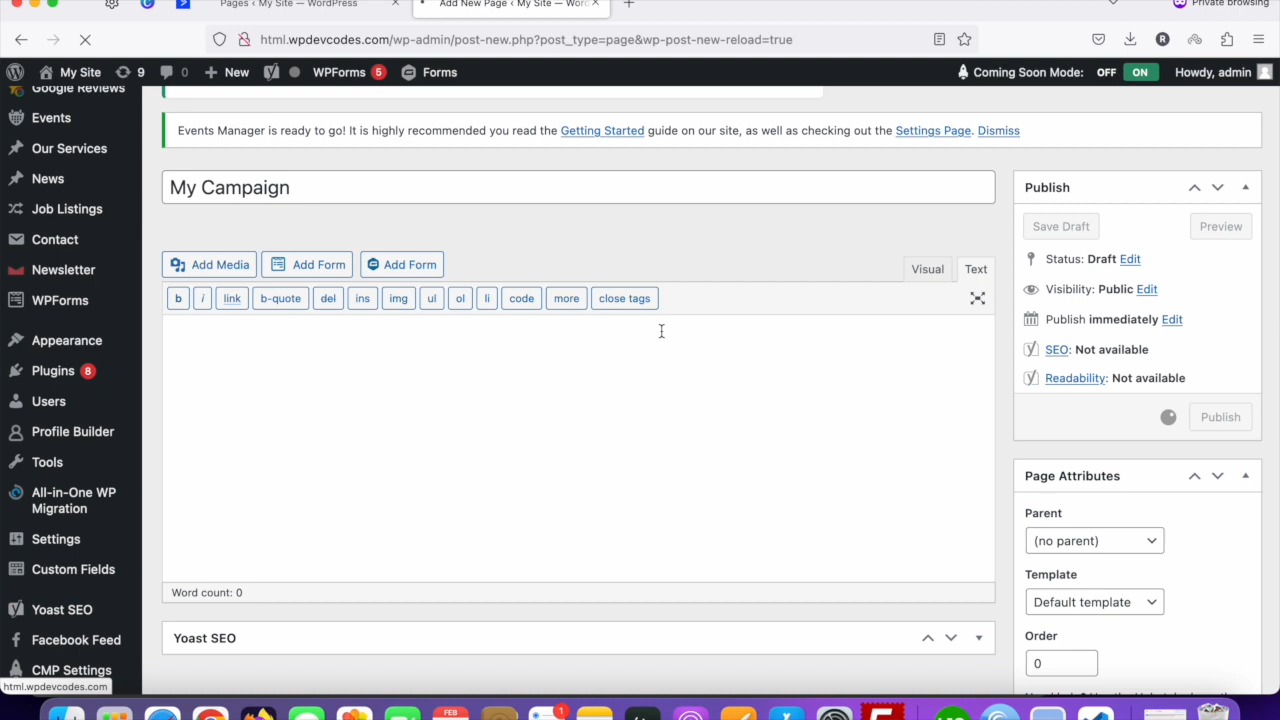 Pages ‹ My Site — WordPress
Add New Page ‹ My Site — Word
Private browsing
html.wpdevcodes.com/wp-admin/post-new.php?post_type=page&wp-post-new-reload=true
My Site 9 0 New WPForms 5 Forms Coming Soon Mode: OFF ON Howdy, admin
Google Reviews
Events
Our Services
News
Job Listings
Contact
Newsletter
WPForms
Appearance
Plugins 8
Users
Profile Builder
Tools
All-in-One WP
Migration
Settings
Custom Fields
Yoast SEO
Facebook Feed
CMP Settings
html.wpdevcodes.com
Events Manager is ready to go! It is highly recommended you read the Getting Started guide on our site, as well as checking out the Settings Page. Dismiss
My Campaign
Add Media Add Form Add Form
Visual Text
b i link b-quote del ins img ul ol li code more close tags
Word count: 0
Yoast SEO
Publish
Save Draft Preview
Status: Draft Edit
Visibility: Public Edit
Publish immediately Edit
SEO: Not available
Readability: Not available
Publish
Page Attributes
Parent
(no parent)
Template
Default template
Order
0
FEB
1